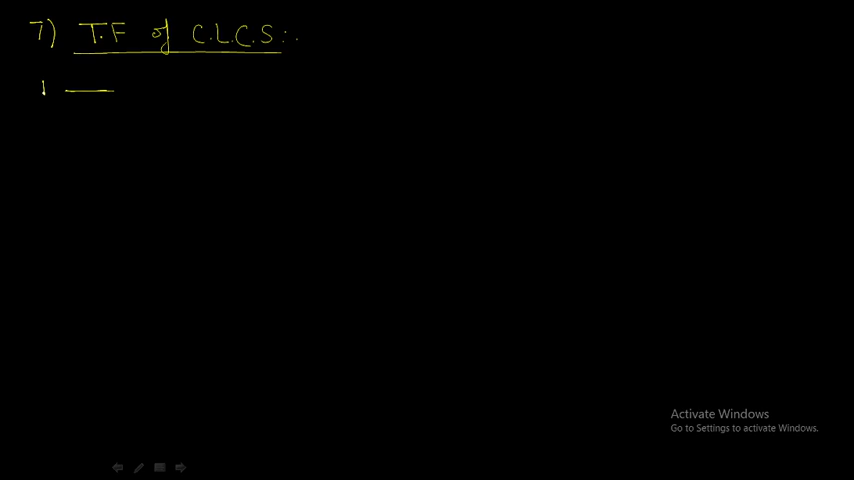 7) T.F of C.L.C.S :-
Activate Windows
Go to Settings to activate Windows.